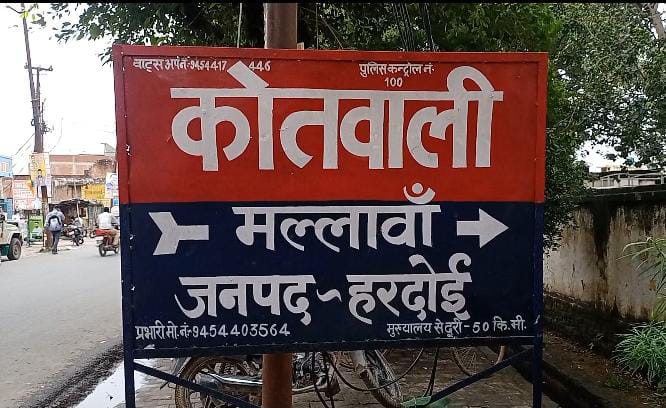 वाट्स अप नं-9454417446 पुलिस कन्ट्रोल नं:
100
कोतवाली
मल्लावाँ
जनपद~हरदोई
प्रभारी मो.नं:-9454403564 मुख्यालय से दूरी-50 कि.मी.